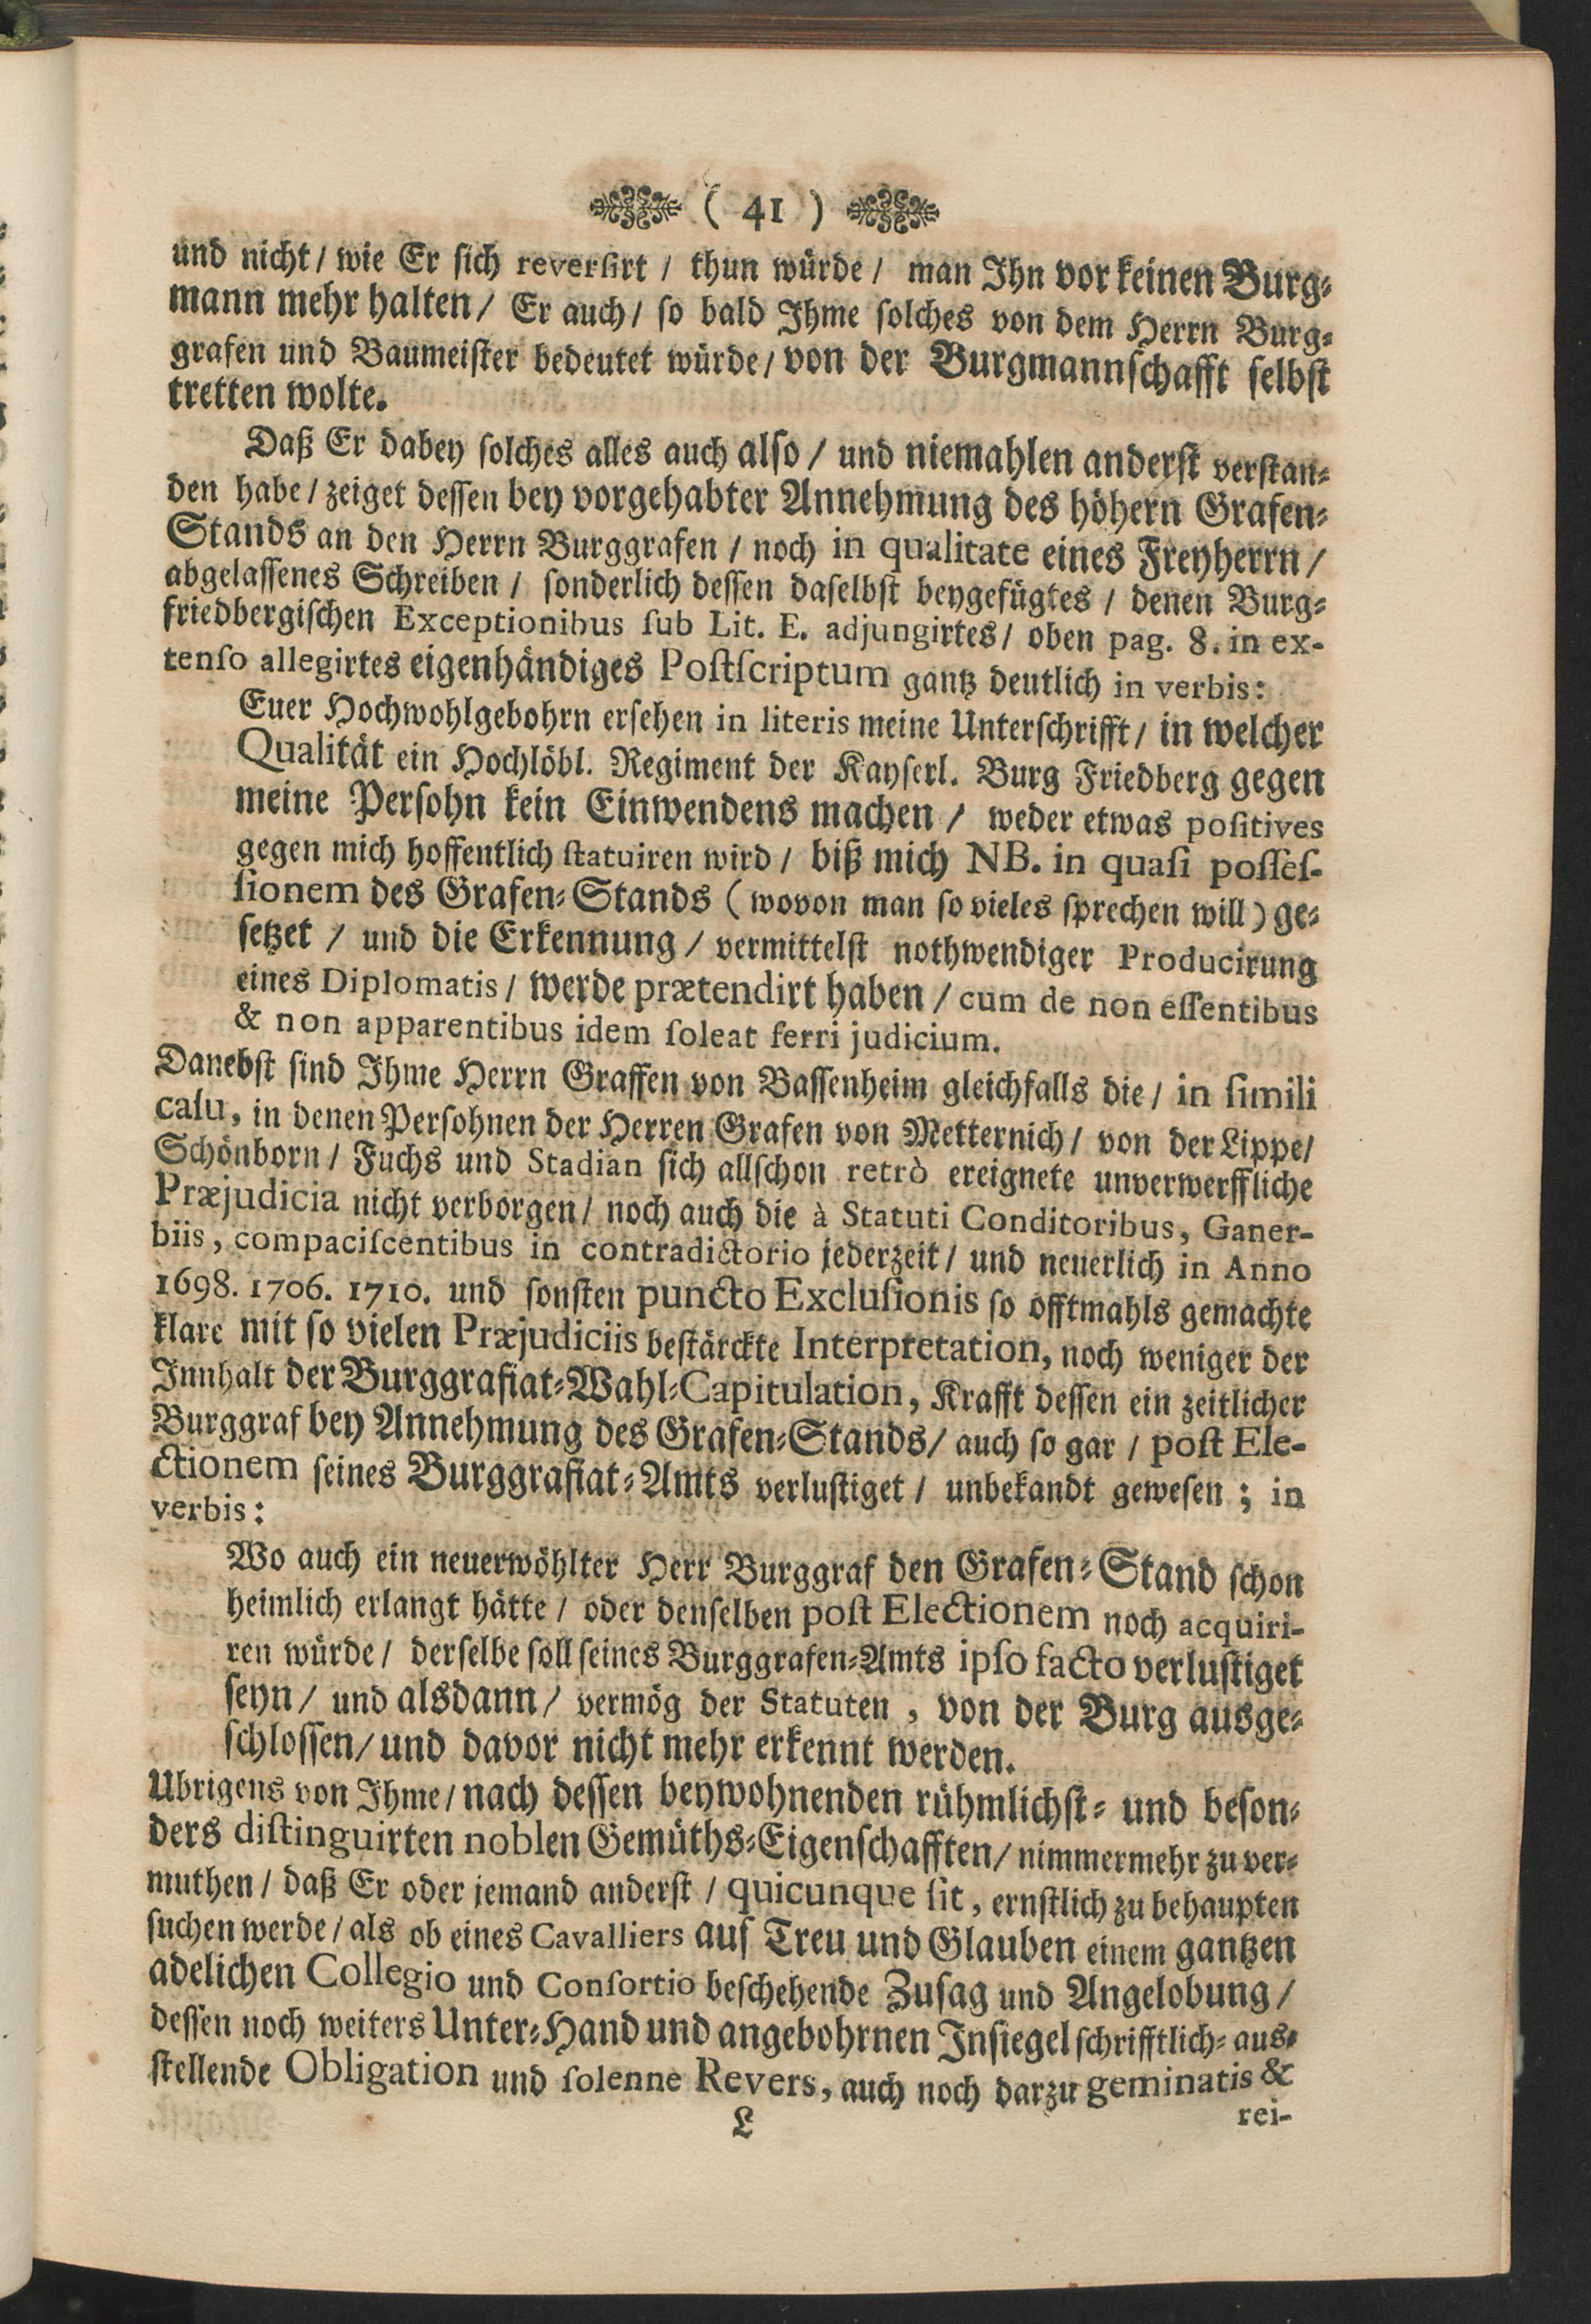 ( 41 )
und nicht / wie Er sich reversirt / thun würde / man Ihn vor keinen Burg-
mann mehr halten / Er auch / so bald Ihme solches von dem Herrn Burg-
grafen und Baumeister bedeutet würde / von der Burgmannschafft selbst
tretten wolte.
Daß Er dabey solches alles auch also / und niemahlen anderst verstan-
den habe / zeiget dessen bey vorgehabter Annehmung des höhern Grafen-
Stands an den Herrn Burggrafen / noch in qualitate eines Freyherrn /
abgelassenes Schreiben / sonderlich dessen daselbst beygefügtes / denen Burg-
friedbergischen Exceptionibus sub Lit. E. adjungirtes / oben pag. 8. in ex-
tenso allegirtes eigenhändiges Postscriptum gantz deutlich in verbis:
Euer Hochwohlgebohrn ersehen in literis meine Unterschrifft / in welcher
Qualität ein Hochlöbl. Regiment der Kayserl. Burg Friedberg gegen
meine Persohn kein Einwendens machen / weder etwas positives
gegen mich hoffentlich statuiren wird / biß mich NB. in quasi posses-
sionem des Grafen-Stands ( wovon man so vieles sprechen will ) ge-
setzet / und die Erkennung / vermittelst nothwendiger Producirung
eines Diplomatis / werde prætendirt haben / cum de non essentibus
& non apparentibus idem soleat ferri judicium.
Danebst sind Ihme Herrn Graffen von Bassenheim gleichfalls die / in simili
casu, in denen Persohnen der Herren Grafen von Metternich / von der Lippe /
Schönborn / Fuchs und Stadian sich allschon retrò ereignete unverwerffliche
Præjudicia nicht verborgen / noch auch die à Statuti Conditoribus, Ganer-
biis, compaciscentibus in contradictorio jederzeit / und neuerlich in Anno
1698. 1706. 1710. und sonsten puncto Exclusionis so offtmahls gemachte
klare mit so vielen Præjudiciis bestärckte Interpretation, noch weniger der
Innhalt der Burggrafiat-Wahl-Capitulation, Krafft dessen ein zeitlicher
Burggraf bey Annehmung des Grafen-Stands / auch so gar / post Ele-
ctionem seines Burggrafiat-Amts verlustiget / unbekandt gewesen ; in
verbis:
Wo auch ein neuerwöhlter Herr Burggraf den Grafen-Stand schon
heimlich erlangt hätte / oder denselben post Electionem noch acquiri-
ren würde / derselbe soll seines Burggrafen-Amts ipso facto verlustiget
seyn / und alsdann / vermög der Statuten , von der Burg ausge-
schlossen / und davor nicht mehr erkennt werden.
Ubrigens von Ihme / nach dessen beywohnenden rühmlichst- und beson-
ders distinguirten noblen Gemüths-Eigenschafften / nimmermehr zu ver-
muthen / daß Er oder jemand anderst / quicunque sit, ernstlich zu behaupten
suchen werde / als ob eines Cavalliers auf Treu und Glauben einem gantzen
adelichen Collegio und Consortio beschehende Zusag und Angelobung /
dessen noch weiters Unter-Hand und angebohrnen Insiegel schrifftlich-aus-
stellende Obligation und solenne Revers, auch noch darzu geminatis &
L rei-